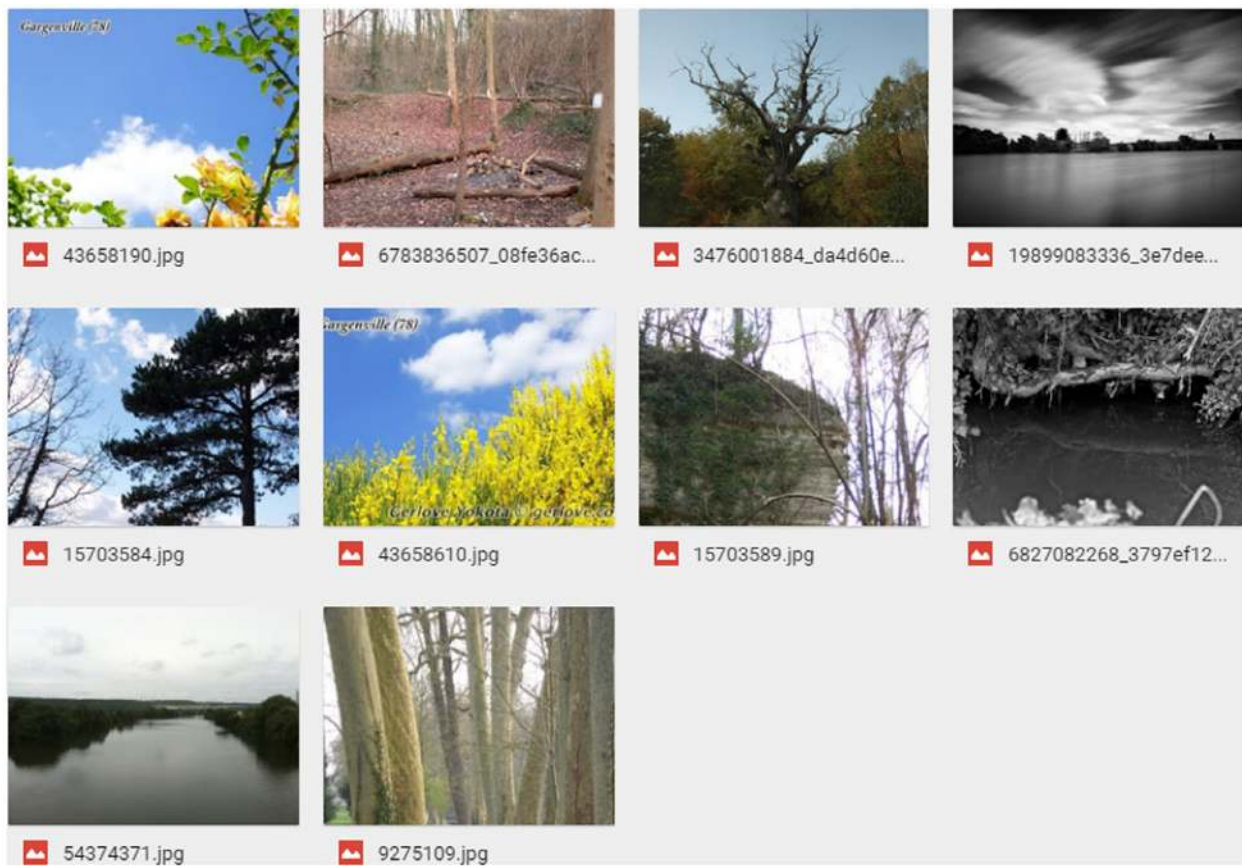 Gargenville (78)
43658190.jpg
6783836507_08fe36ac...
3476001884_da4d60e...
19899083336_3e7dee...
Gargenville (78)
Gerlove Yokota © gerlove.co
15703584.jpg
43658610.jpg
15703589.jpg
6827082268_3797ef12...
54374371.jpg
9275109.jpg